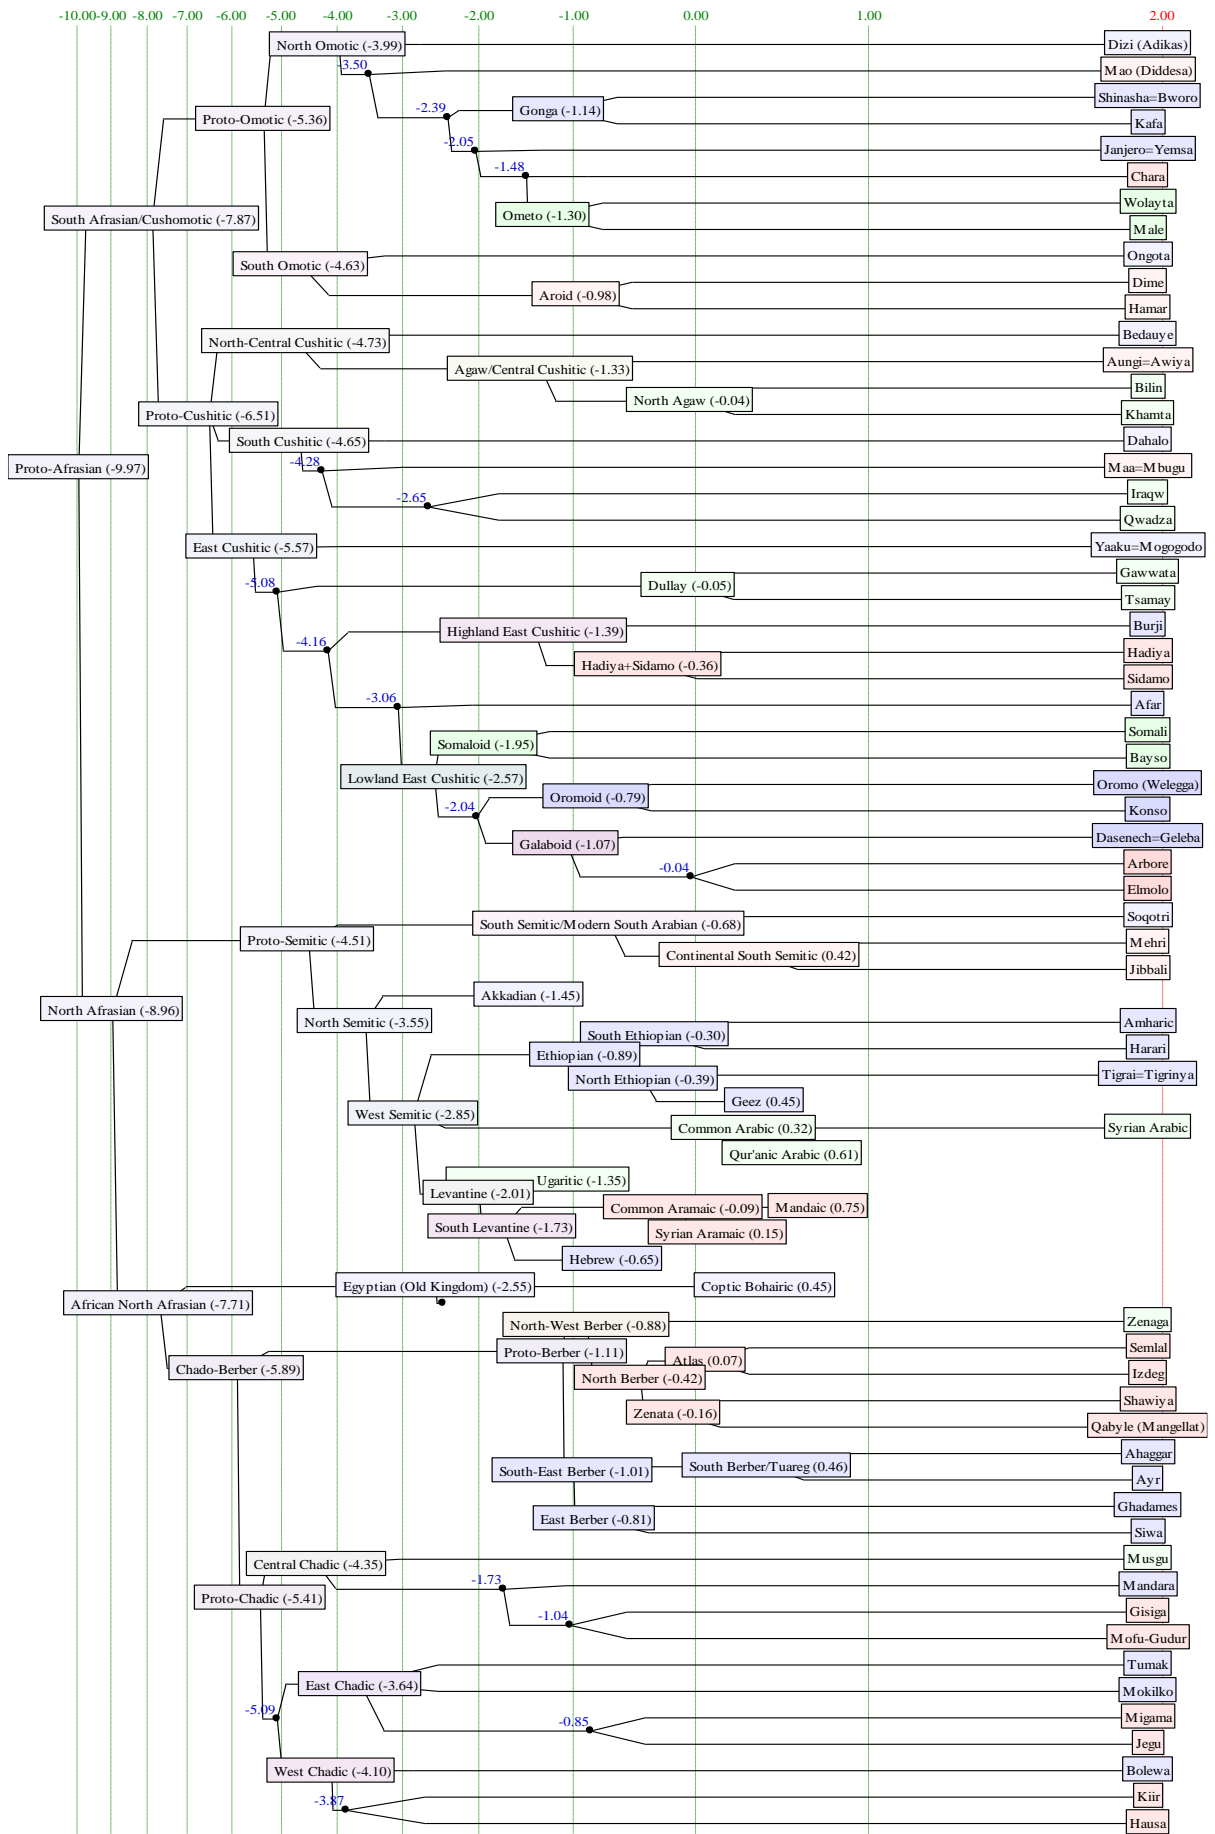 -10.00 -9.00 -8.00 -7.00 -6.00 -5.00 -4.00 -3.00 -2.00 -1.00 0.00 1.00 2.00
North Omotic (-3.99)
Dizi (Adikas)
-3.50
Mao (Diddesa)
Shinasha=Bworo
-2.39
Gonga (-1.14)
Proto-Omotic (-5.36)
Kafa
-2.05
Janjero=Yemsa
-1.48
Chara
Wolayta
South Afrasian/Cushomotic (-7.87)
Ometo (-1.30)
Male
Ongota
South Omotic (-4.63)
Dime
Aroid (-0.98)
Hamar
Bedauye
North-Central Cushitic (-4.73)
Aungi=Awiya
Agaw/Central Cushitic (-1.33)
Bilin
North Agaw (-0.04)
Khamta
Proto-Cushitic (-6.51)
South Cushitic (-4.65)
Dahalo
-4.28
Proto-Afrasian (-9.97)
Maa=Mbugu
Iraqw
-2.65
Qwadza
East Cushitic (-5.57)
Yaaku=Mogogodo
Gawwata
-5.08
Dullay (-0.05)
Tsamay
Burji
Highland East Cushitic (-1.39)
-4.16
Hadiya
Hadiya+Sidamo (-0.36)
Sidamo
-3.06
Afar
Somali
Somaloid (-1.95)
Bayso
Lowland East Cushitic (-2.57)
Oromo (Welegga)
Oromoid (-0.79)
-2.04
Konso
Dasenech=Geleba
Galaboid (-1.07)
Arbore
-0.04
Elmolo
Soqotri
South Semitic/Modern South Arabian (-0.68)
Proto-Semitic (-4.51)
Mehri
Continental South Semitic (0.42)
Jibbali
Akkadian (-1.45)
North Afrasian (-8.96)
North Semitic (-3.55)
Amharic
South Ethiopian (-0.30)
Harari
Ethiopian (-0.89)
Tigrai=Tigrinya
North Ethiopian (-0.39)
Geez (0.45)
West Semitic (-2.85)
Common Arabic (0.32)
Syrian Arabic
Qur'anic Arabic (0.61)
Ugaritic (-1.35)
Levantine (-2.01)
Common Aramaic (-0.09)
Mandaic (0.75)
South Levantine (-1.73)
Syrian Aramaic (0.15)
Hebrew (-0.65)
Egyptian (Old Kingdom) (-2.55)
Coptic Bohairic (0.45)
African North Afrasian (-7.71)
North-West Berber (-0.88)
Zenaga
Proto-Berber (-1.11)
Semlal
Atlas (0.07)
Chado-Berber (-5.89)
North Berber (-0.42)
Izdeg
Shawiya
Zenata (-0.16)
Qabyle (Mangellat)
Ahaggar
South-East Berber (-1.01)
South Berber/Tuareg (0.46)
Ayr
Ghadames
East Berber (-0.81)
Siwa
Central Chadic (-4.35)
Musgu
-1.73
Mandara
Proto-Chadic (-5.41)
Gisiga
-1.04
Mofu-Gudur
Tumak
East Chadic (-3.64)
Mokilko
-5.09
Migama
-0.85
Jegu
West Chadic (-4.10)
Bolewa
Kiir
-3.87
Hausa